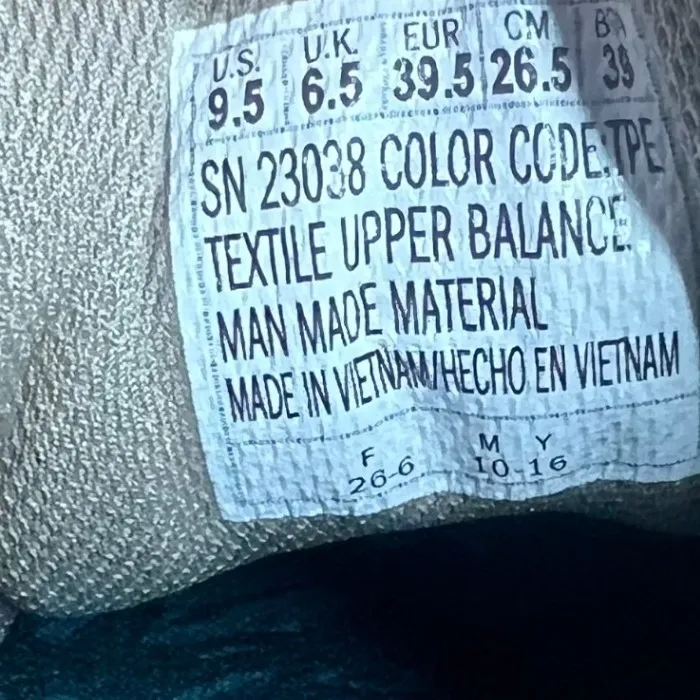 U.S. U.K. EUR CM
9.5 6.5 39.5 26.5 39
SN 23038 COLOR CODE:TPE
TEXTILE UPPER BALANCE
MAN MADE MATERIAL
MADE IN VIETNAM/HECHO EN VIETNAM
F M Y
26-6 10 16